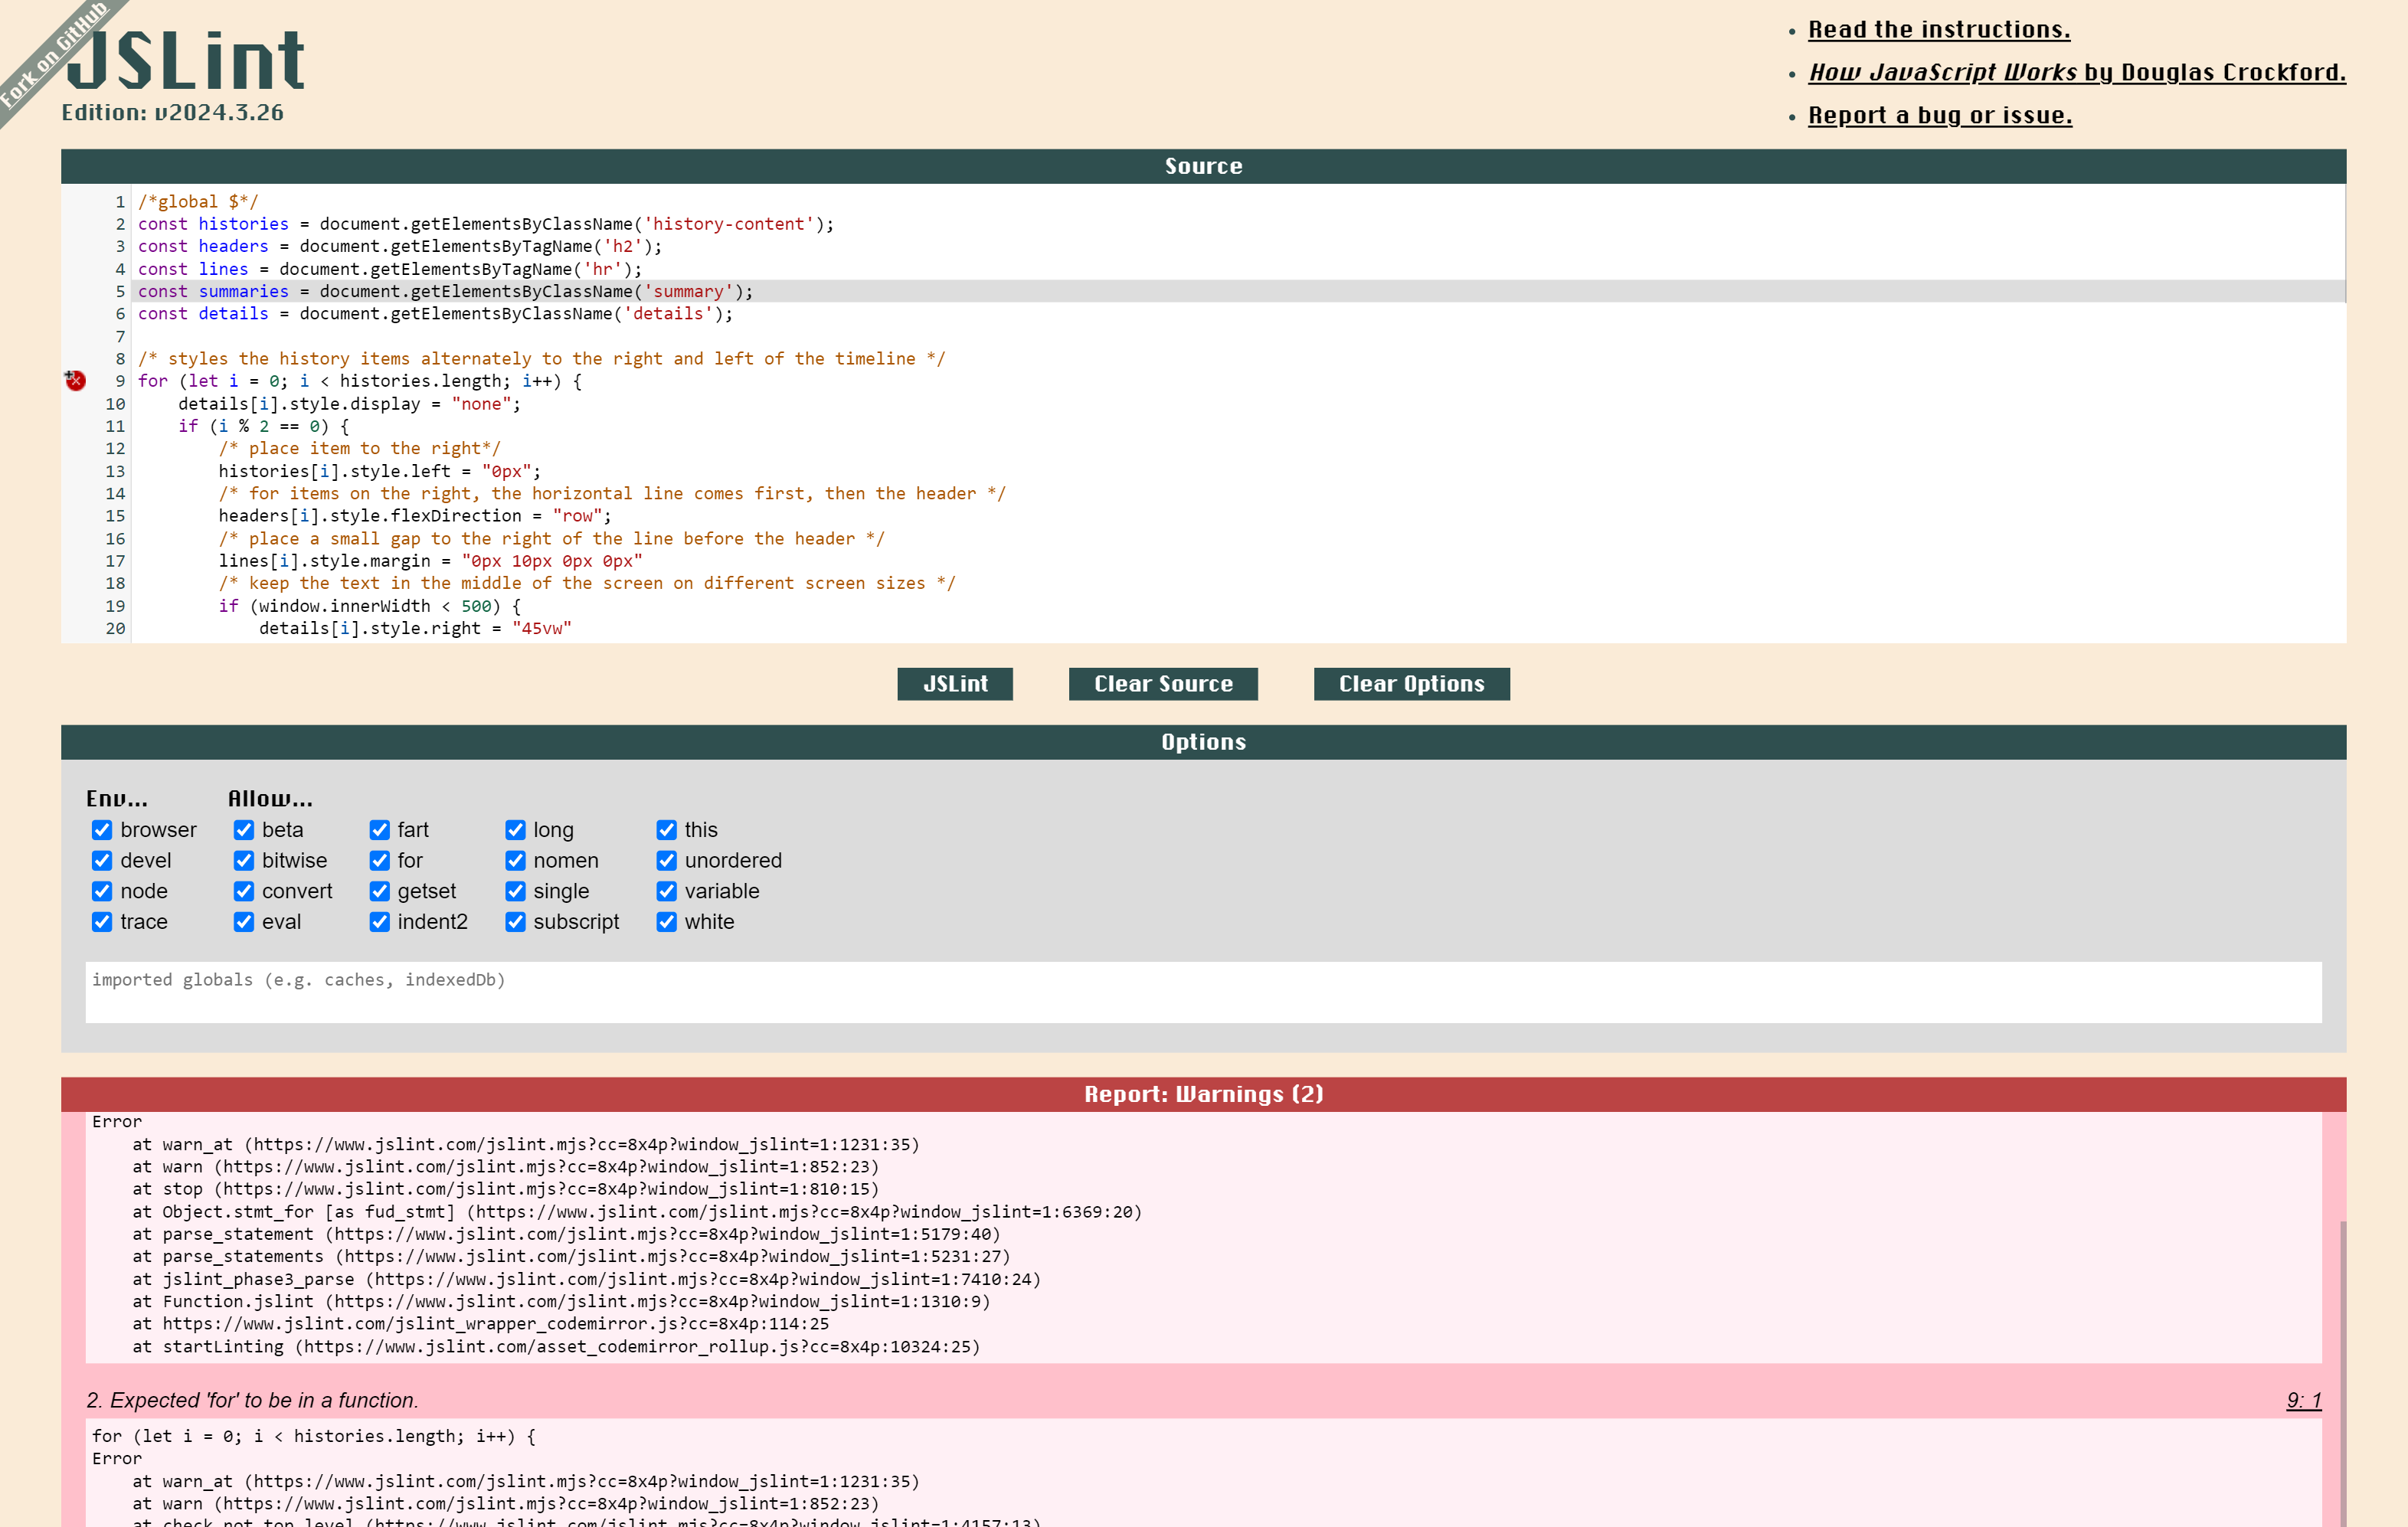 Fork on GitHub
JSLint
Edition: v2024.3.26
Read the instructions.
How JavaScript Works by Douglas Crockford.
Report a bug or issue.
Source
1 /*global $*/
2 const histories = document.getElementsByClassName('history-content');
3 const headers = document.getElementsByTagName('h2');
4 const lines = document.getElementsByTagName('hr');
5 const summaries = document.getElementsByClassName('summary');
6 const details = document.getElementsByClassName('details');
7
8 /* styles the history items alternately to the right and left of the timeline */
9 for (let i = 0; i < histories.length; i++) {
10 details[i].style.display = "none";
11 if (i % 2 == 0) {
12 /* place item to the right*/
13 histories[i].style.left = "0px";
14 /* for items on the right, the horizontal line comes first, then the header */
15 headers[i].style.flexDirection = "row";
16 /* place a small gap to the right of the line before the header */
17 lines[i].style.margin = "0px 10px 0px 0px"
18 /* keep the text in the middle of the screen on different screen sizes */
19 if (window.innerWidth < 500) {
20 details[i].style.right = "45vw"
JSLint Clear Source Clear Options
Options
Env... Allow...
browser beta fart long this
devel bitwise for nomen unordered
node convert getset single variable
trace eval indent2 subscript white
imported globals (e.g. caches, indexedDb)
Report: Warnings (2)
Error
at warn_at (https://www.jslint.com/jslint.mjs?cc=8x4p?window_jslint=1:1231:35)
at warn (https://www.jslint.com/jslint.mjs?cc=8x4p?window_jslint=1:852:23)
at stop (https://www.jslint.com/jslint.mjs?cc=8x4p?window_jslint=1:810:15)
at Object.stmt_for [as fud_stmt] (https://www.jslint.com/jslint.mjs?cc=8x4p?window_jslint=1:6369:20)
at parse_statement (https://www.jslint.com/jslint.mjs?cc=8x4p?window_jslint=1:5179:40)
at parse_statements (https://www.jslint.com/jslint.mjs?cc=8x4p?window_jslint=1:5231:27)
at jslint_phase3_parse (https://www.jslint.com/jslint.mjs?cc=8x4p?window_jslint=1:7410:24)
at Function.jslint (https://www.jslint.com/jslint.mjs?cc=8x4p?window_jslint=1:1310:9)
at https://www.jslint.com/jslint_wrapper_codemirror.js?cc=8x4p:114:25
at startLinting (https://www.jslint.com/asset_codemirror_rollup.js?cc=8x4p:10324:25)
2. Expected 'for' to be in a function. 9: 1
for (let i = 0; i < histories.length; i++) {
Error
at warn_at (https://www.jslint.com/jslint.mjs?cc=8x4p?window_jslint=1:1231:35)
at warn (https://www.jslint.com/jslint.mjs?cc=8x4p?window_jslint=1:852:23)
at check_not_top_level (https://www.jslint.com/jslint.mjs?cc=8x4p?window_jslint=1:4157:13)